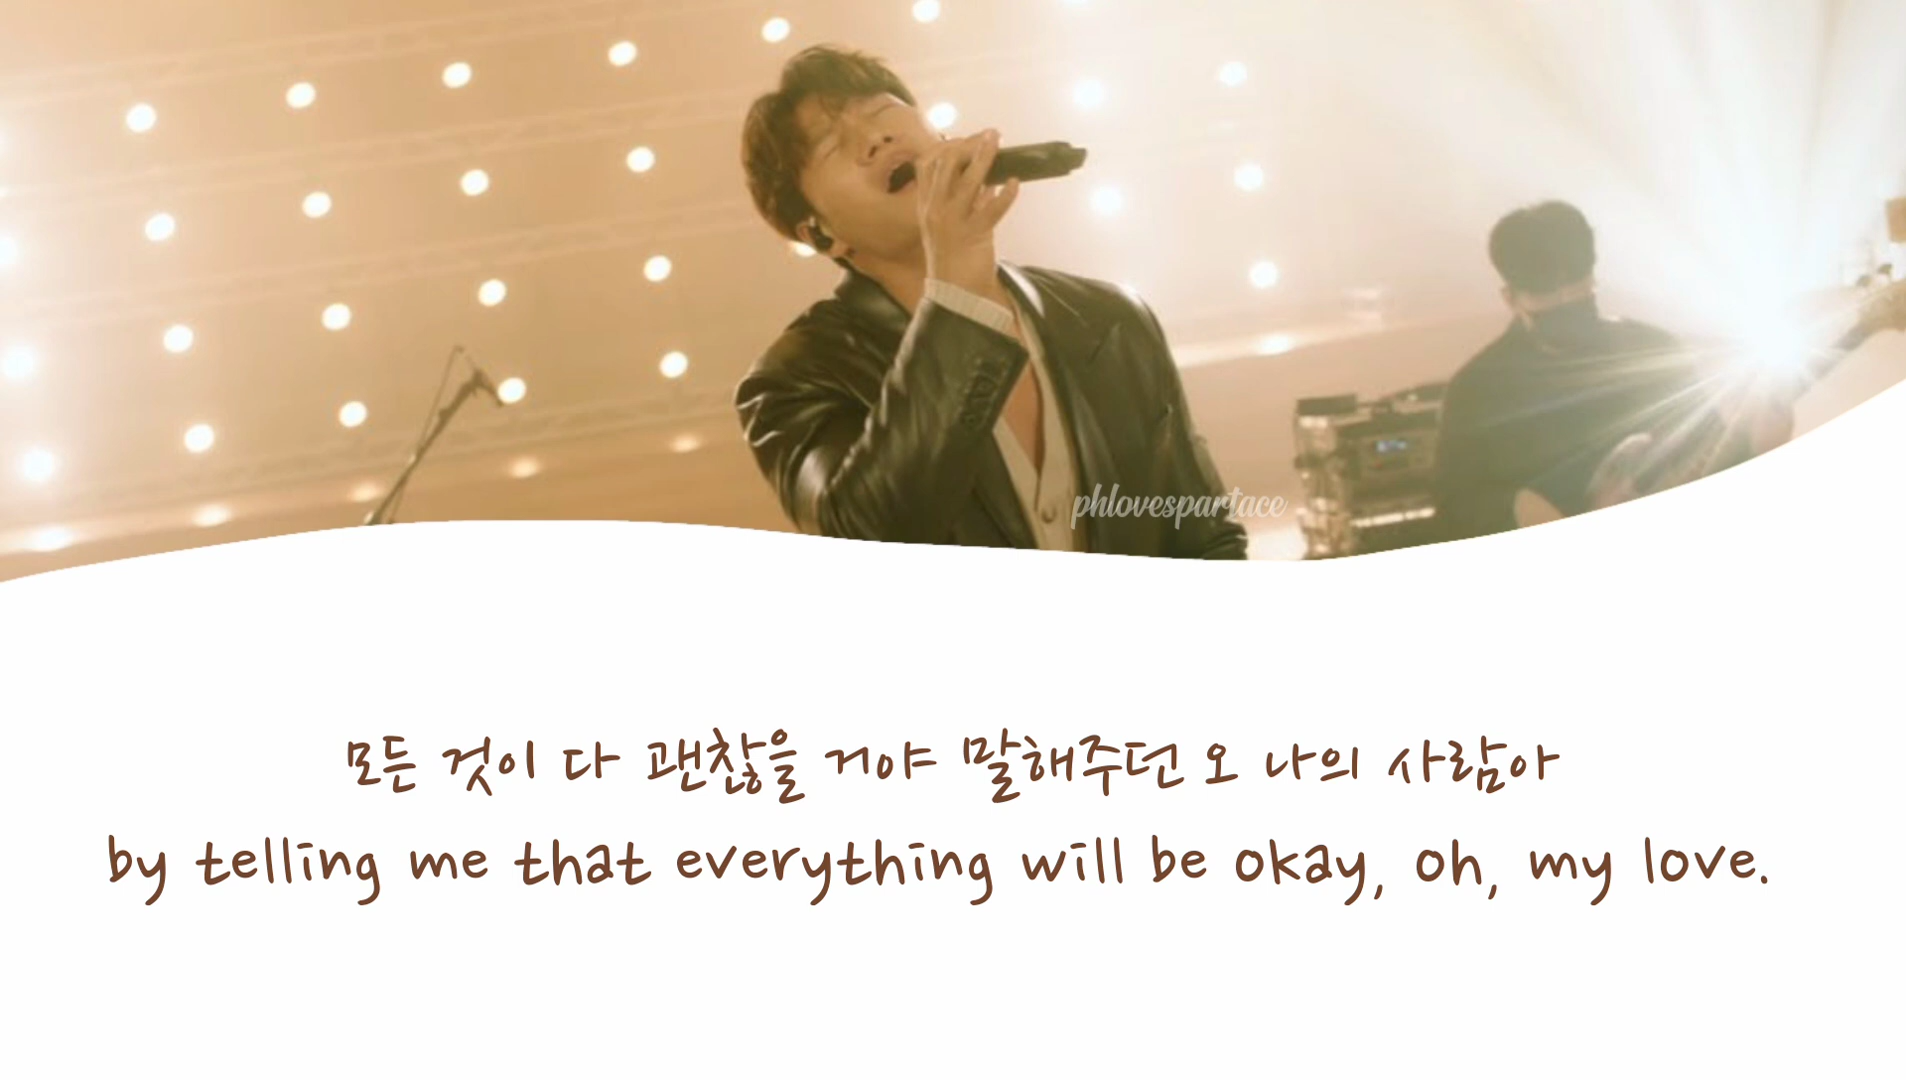 phlovespartace
모든 것이 다 괜찮을 거야 말해주던 오 나의 사람아
by telling me that everything will be okay, oh, my love.